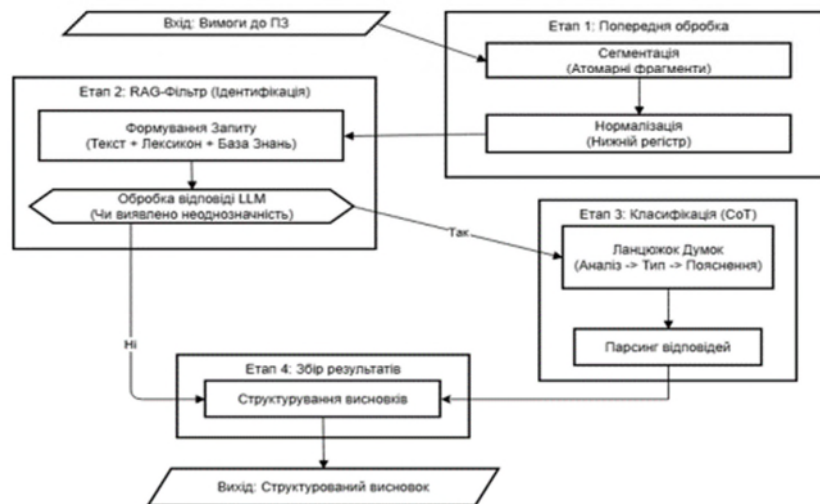 Вхід: Вимоги до ПЗ
Етап 1: Попередня обробка
Сегментація
(Атомарні фрагменти)
Нормалізація
(Нижній регістр)
Етап 2: RAG-Фільтр (Ідентифікація)
Формування Запиту
(Текст + Лексикон + База Знань)
Обробка відповіді LLM
(Чи виявлено неоднозначність)
Так
Ні
Етап 3: Класифікація (CoT)
Ланцюжок Думок
(Аналіз -> Тип -> Пояснення)
Парсинг відповідей
Етап 4: Збір результатів
Структурування висновків
Вихід: Структурований висновок